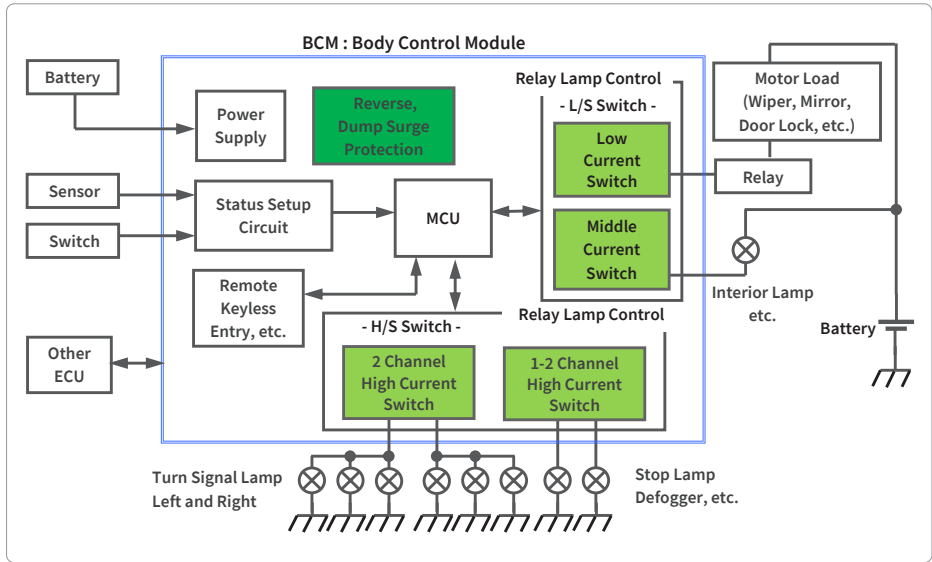 BCM : Body Control Module
Battery
Power
Supply
Reverse,
Dump Surge
Protection
Relay Lamp Control
- L/S Switch -
Low
Current
Switch
Middle
Current
Switch
Motor Load
(Wiper, Mirror,
Door Lock, etc.)
Relay
Sensor
Switch
Status Setup
Circuit
MCU
Remote
Keyless
Entry, etc.
Interior Lamp
etc.
Battery
Other
ECU
Relay Lamp Control
- H/S Switch -
2 Channel
High Current
Switch
1-2 Channel
High Current
Switch
Turn Signal Lamp
Left and Right
Stop Lamp
Defogger, etc.